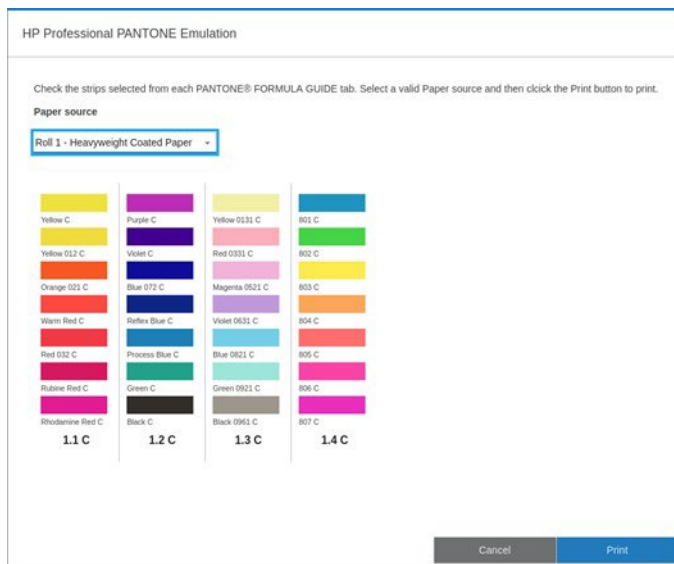 HP Professional PANTONE Emulation
Check the strips selected from each PANTONE® FORMULA GUIDE tab. Select a valid Paper source and then clcick the Print button to print.
Paper source
Roll 1 - Heavyweight Coated Paper
Yellow C
Yellow 012 C
Orange 021 C
Warm Red C
Red 032 C
Rubine Red C
Rhodamine Red C
1.1 C
Purple C
Violet C
Blue 072 C
Reflex Blue C
Process Blue C
Green C
Black C
1.2 C
Yellow 0131 C
Red 0331 C
Magenta 0521 C
Violet 0631 C
Blue 0821 C
Green 0921 C
Black 0961 C
1.3 C
801 C
802 C
803 C
804 C
805 C
806 C
807 C
1.4 C
Cancel
Print